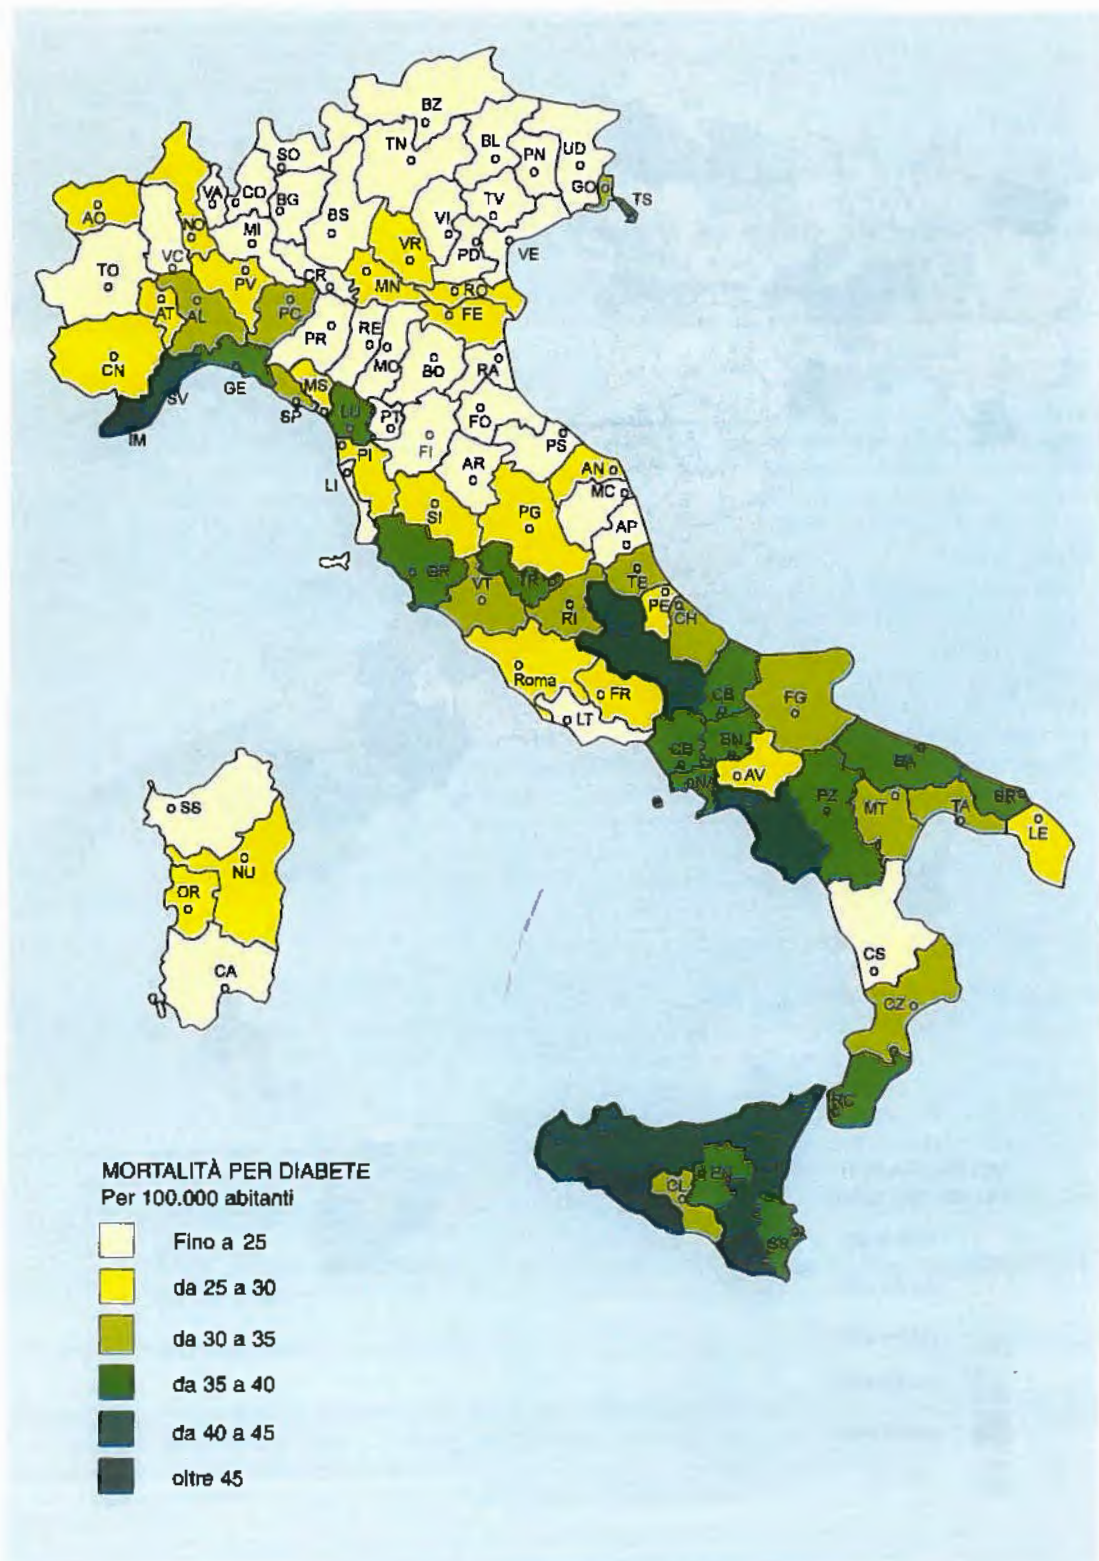 BZ
TN
BL
PN
UD
SO
VA
CO
BG
BS
GO
TS
AO
NO
MI
VI
TV
VR
PD
VE
TO
VC
PV
CR
MN
RO
AT
AL
PC
FE
PR
RE
CN
MO
BO
RA
GE
MS
SV
SP
LU
PT
FO
IM
FI
PS
PI
AR
AN
LI
MC
SI
PG
AP
GR
VT
TR
TE
RI
PE
CH
Roma
FR
CB
FG
LT
CE
BN
BA
NA
AV
SS
PZ
MT
TA
BR
LE
NU
OR
CS
CA
CZ
RC
EN
CL
SR
MORTALITÀ PER DIABETE
Per 100.000 abitanti
Fino a 25
da 25 a 30
da 30 a 35
da 35 a 40
da 40 a 45
oltre 45